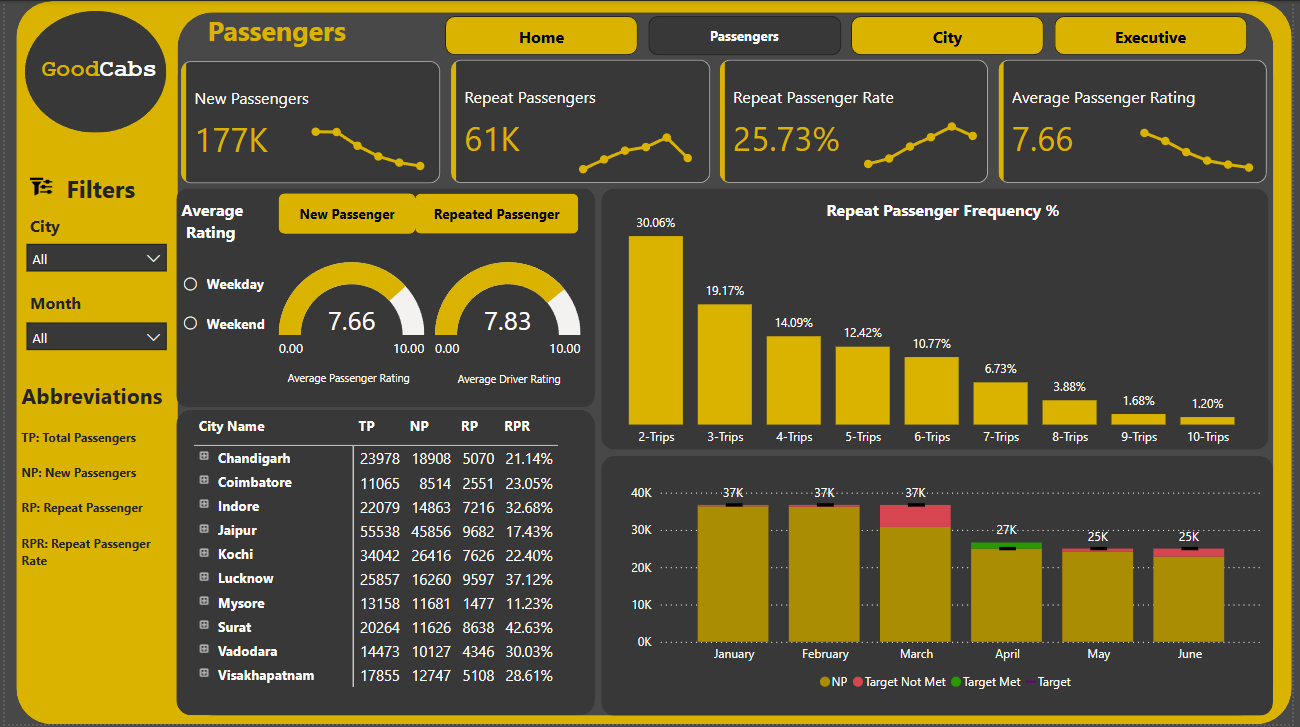 GoodCabs
Passengers
Home
Passengers
City
Executive
New Passengers
177K
Repeat Passengers
61K
Repeat Passenger Rate
25.73%
Average Passenger Rating
7.66
Filters
City
All
Month
All
Abbreviations
TP: Total Passengers
NP: New Passengers
RP: Repeat Passenger
RPR: Repeat Passenger
Rate
Average
Rating
New Passenger
Repeated Passenger
Weekday
Weekend
7.66
0.00
10.00
Average Passenger Rating
7.83
0.00
10.00
Average Driver Rating
City Name TP NP RP RPR
Chandigarh 23978 18908 5070 21.14%
Coimbatore 11065 8514 2551 23.05%
Indore 22079 14863 7216 32.68%
Jaipur 55538 45856 9682 17.43%
Kochi 34042 26416 7626 22.40%
Lucknow 25857 16260 9597 37.12%
Mysore 13158 11681 1477 11.23%
Surat 20264 11626 8638 42.63%
Vadodara 14473 10127 4346 30.03%
Visakhapatnam 17855 12747 5108 28.61%
Repeat Passenger Frequency %
30.06%
19.17%
14.09%
12.42%
10.77%
6.73%
3.88%
1.68%
1.20%
2-Trips 3-Trips 4-Trips 5-Trips 6-Trips 7-Trips 8-Trips 9-Trips 10-Trips
40K
30K
20K
10K
0K
37K
37K
37K
27K
25K
25K
January February March April May June
NP Target Not Met Target Met Target